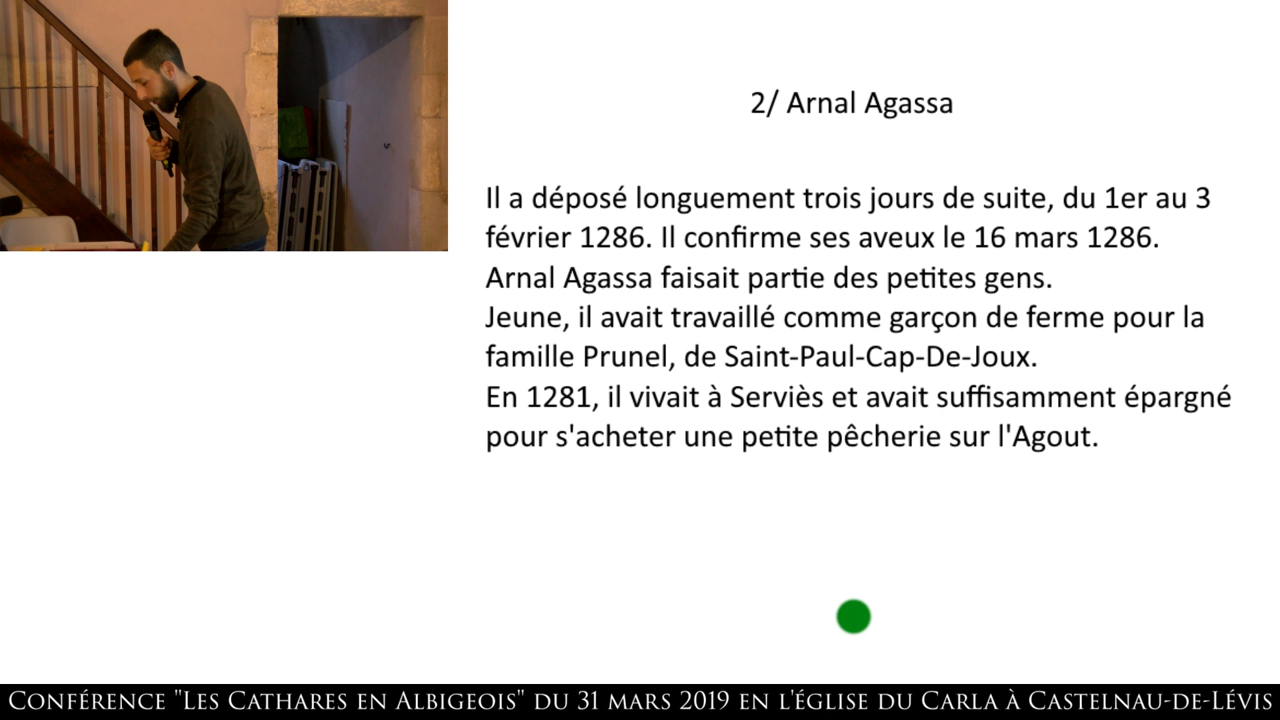 2/ Arnal Agassa
Il a déposé longuement trois jours de suite, du 1er au 3
février 1286. Il confirme ses aveux le 16 mars 1286.
Arnal Agassa faisait partie des petites gens.
Jeune, il avait travaillé comme garçon de ferme pour la
famille Prunel, de Saint-Paul-Cap-De-Joux.
En 1281, il vivait à Serviès et avait suffisamment épargné
pour s'acheter une petite pêcherie sur l'Agout.
Conférence "Les Cathares en Albigeois" du 31 mars 2019 en l'église du Carla à Castelnau-de-Lévis